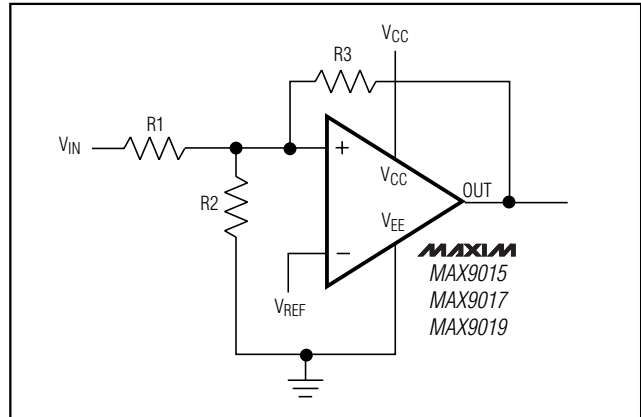 VCC
R3
R1
VIN
+
VCC
OUT
R2
VEE
−
MAXIM
MAX9015
MAX9017
MAX9019
VREF